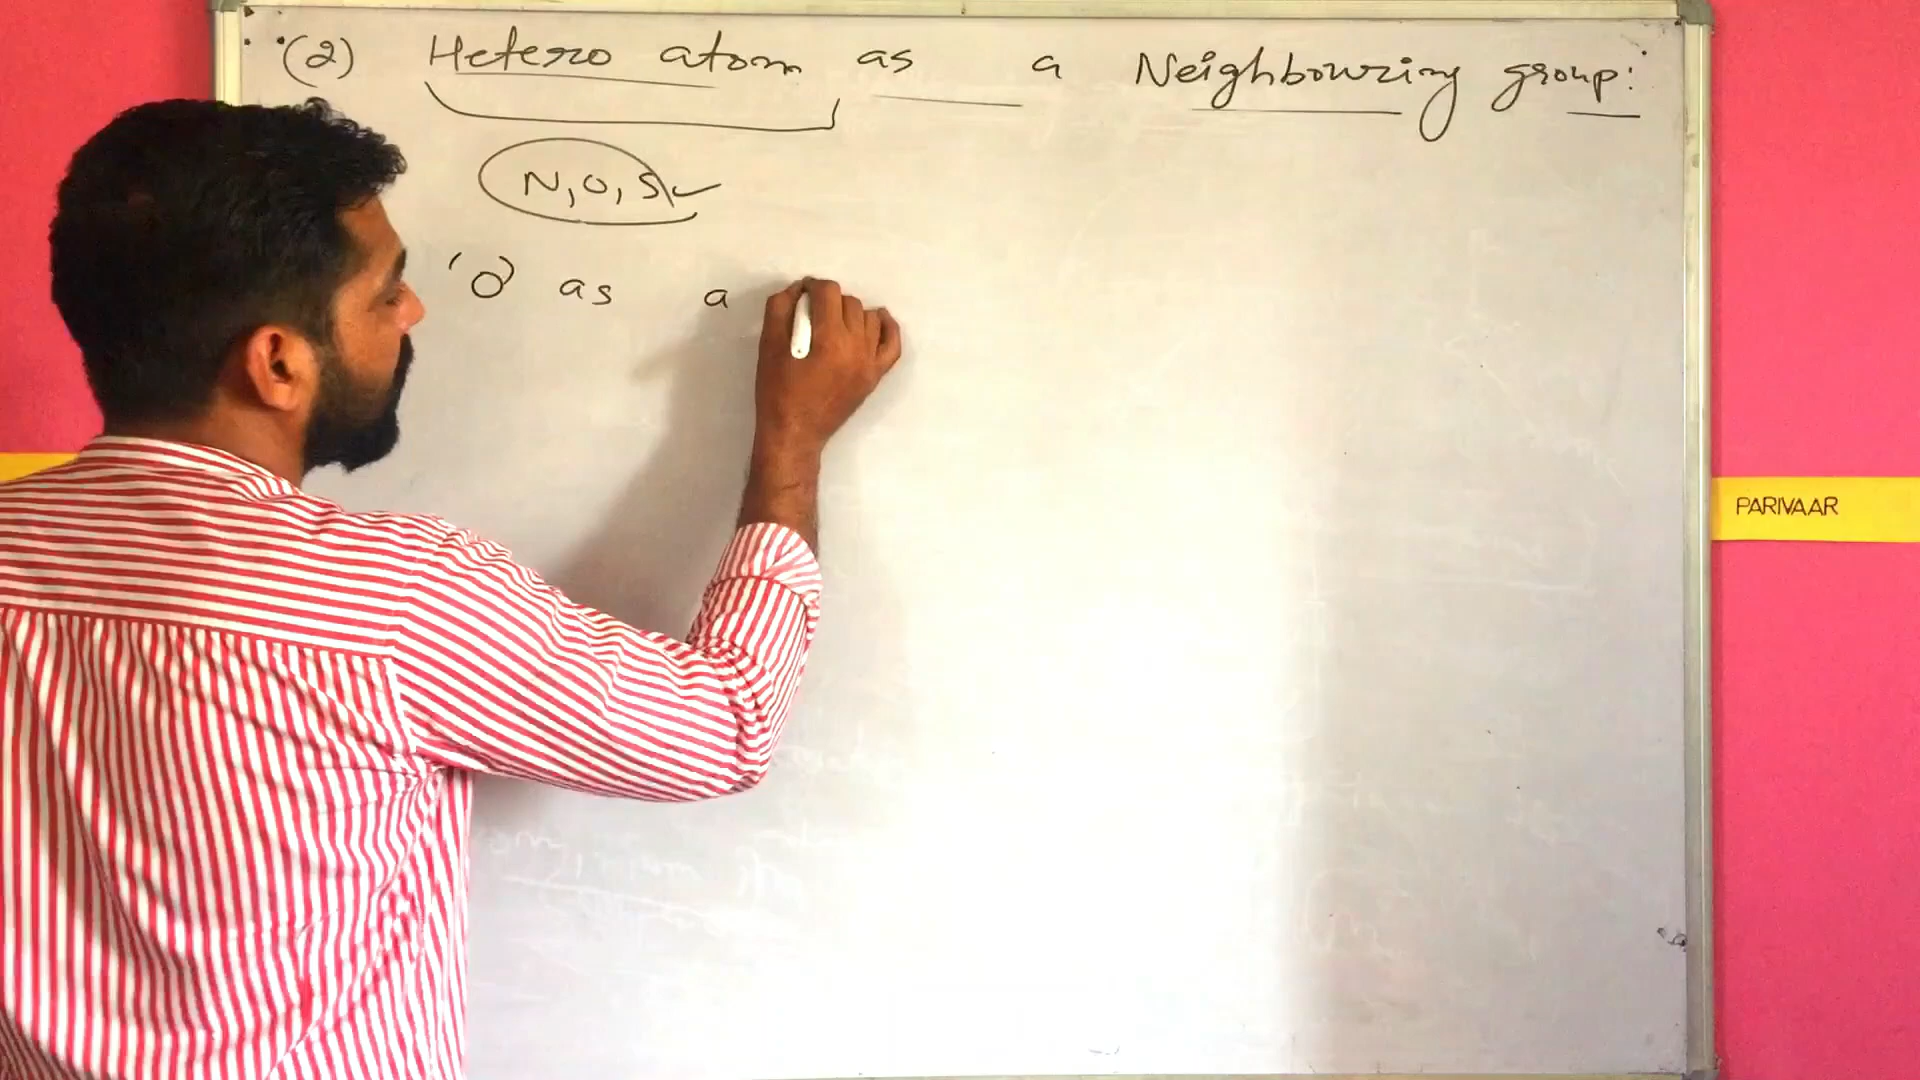 (2) Hetero atom as a Neighbouring group:
N, O, S
'O' as a
PARIVAAR